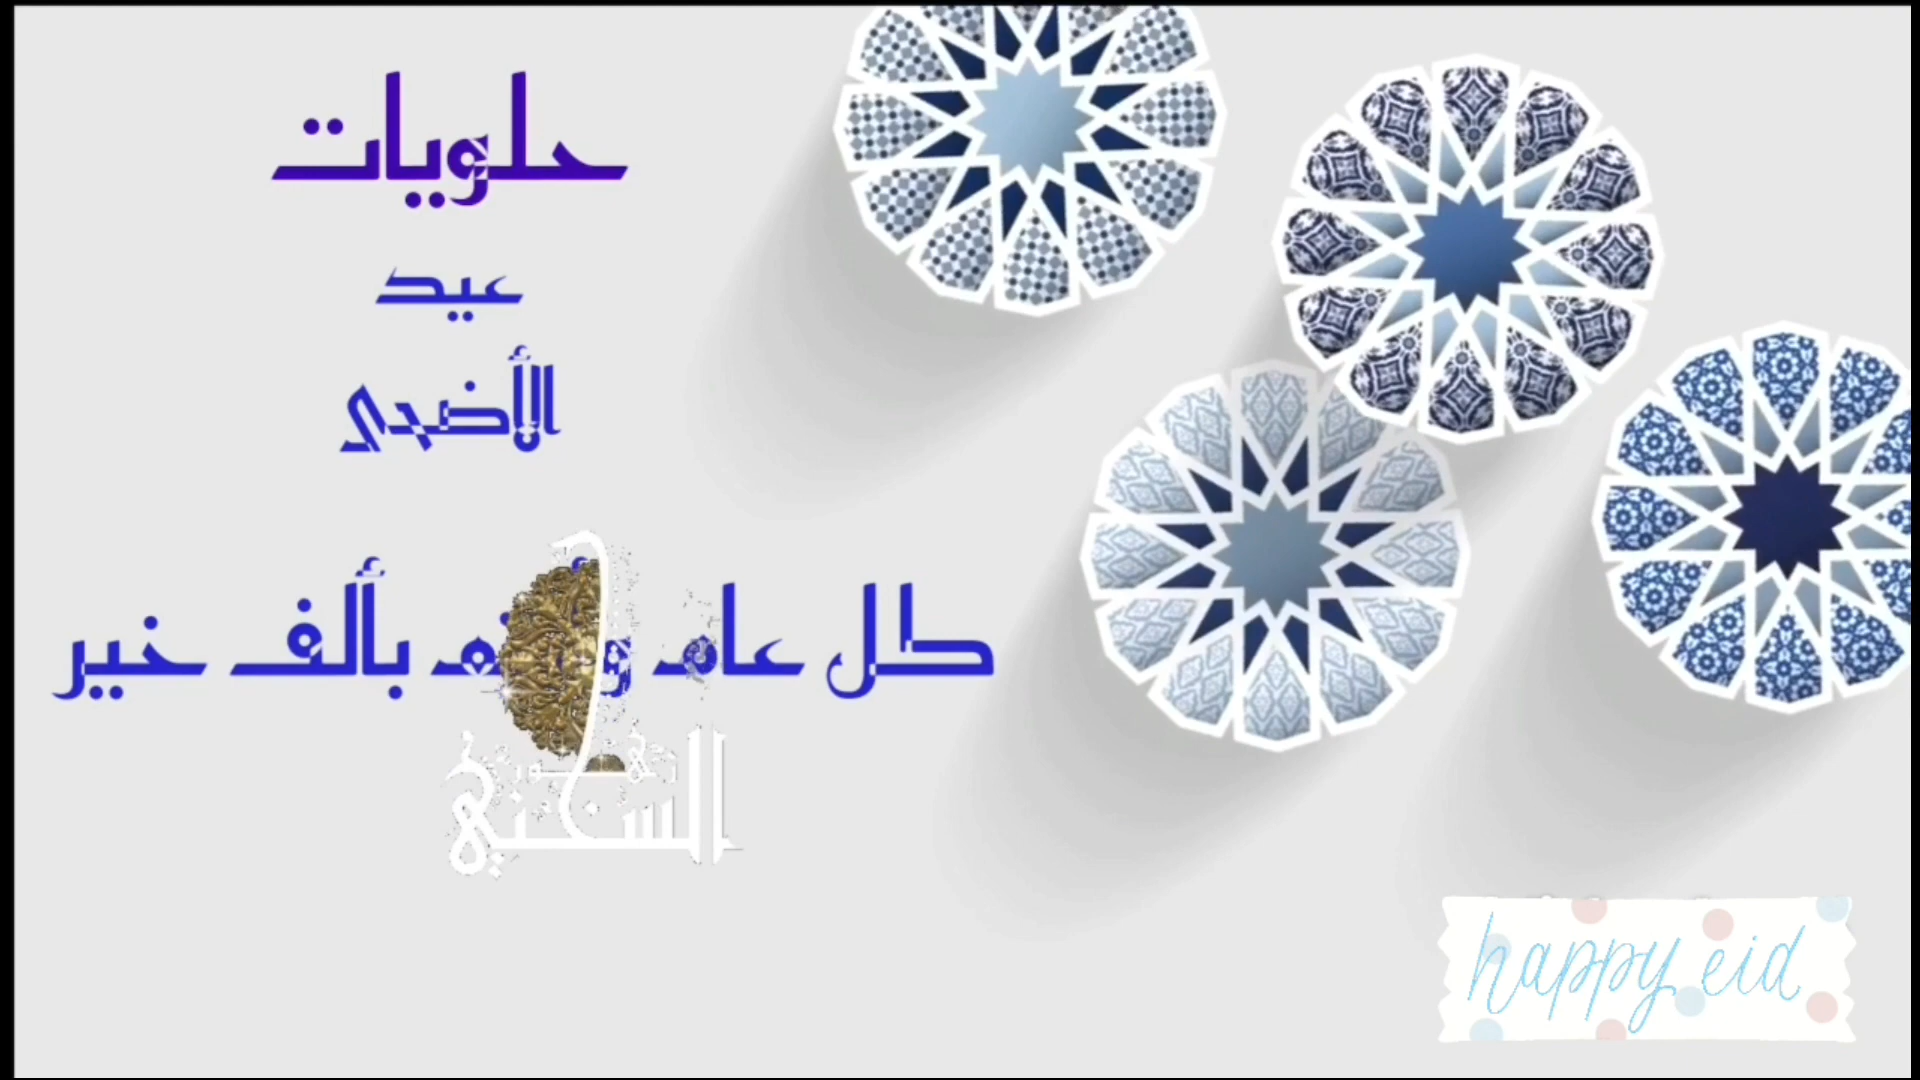 حلويات
عيد
الأضحى
كل عام وأنتم بألف خير
happy eid